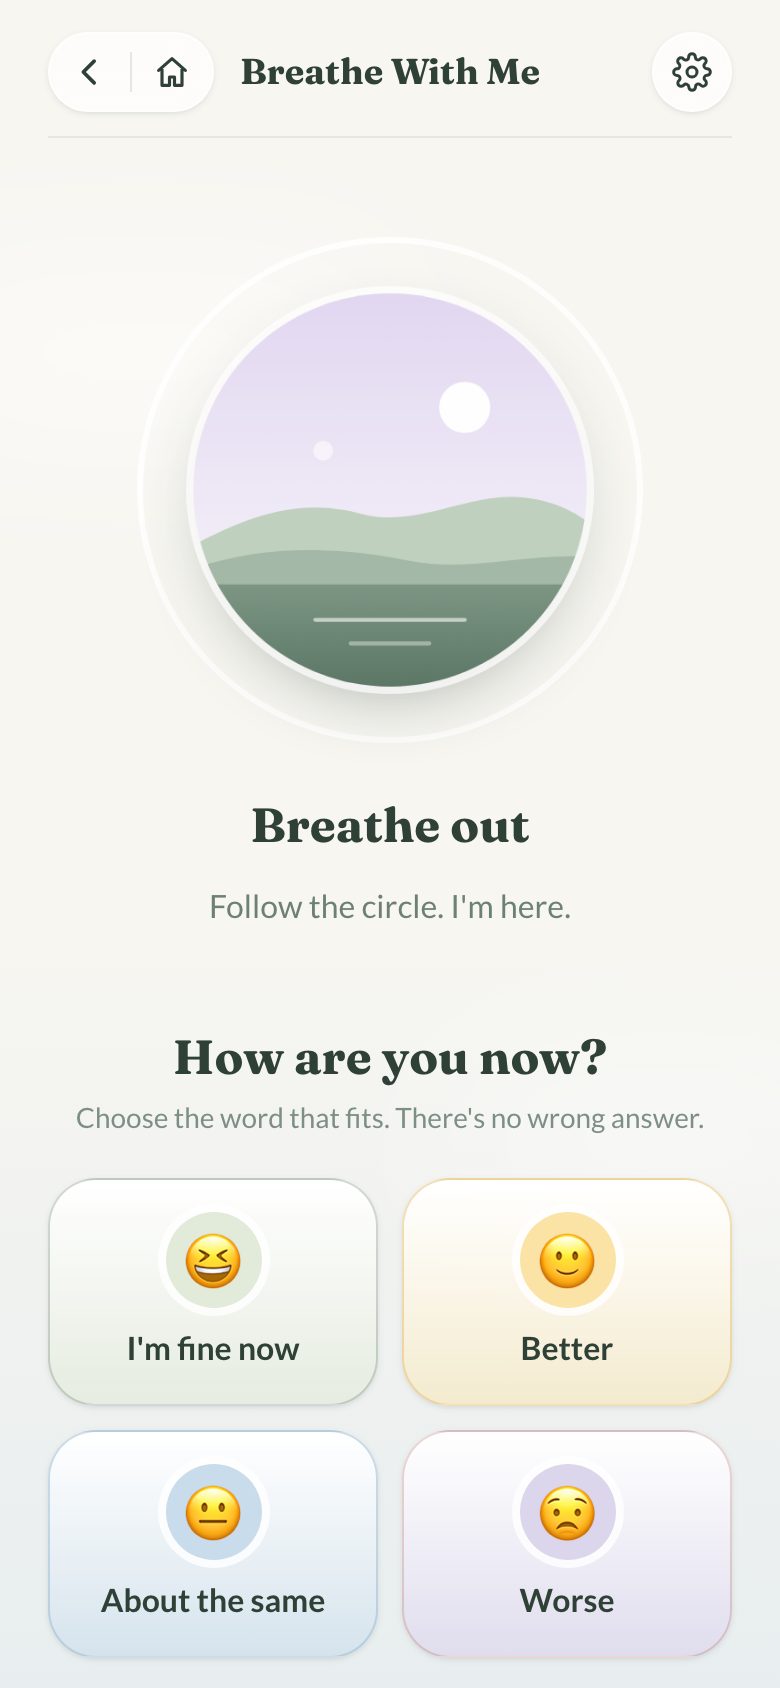 Breathe With Me
Breathe out
Follow the circle. I'm here.
How are you now?
Choose the word that fits. There's no wrong answer.
I'm fine now
Better
About the same
Worse